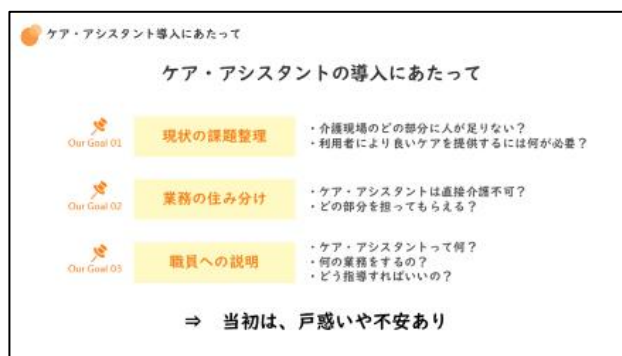 ケア・アシスタント導入にあたって
ケア・アシスタントの導入にあたって
Our Goal 01
現状の課題整理
・介護現場のどの部分に人が足りない？
・利用者により良いケアを提供するには何が必要？
Our Goal 02
業務の住み分け
・ケア・アシスタントは直接介護不可？
・どの部分を担ってもらえる？
Our Goal 03
職員への説明
・ケア・アシスタントって何？
・何の業務をするの？
・どう指導すればいいの？
⇒ 当初は、戸惑いや不安あり